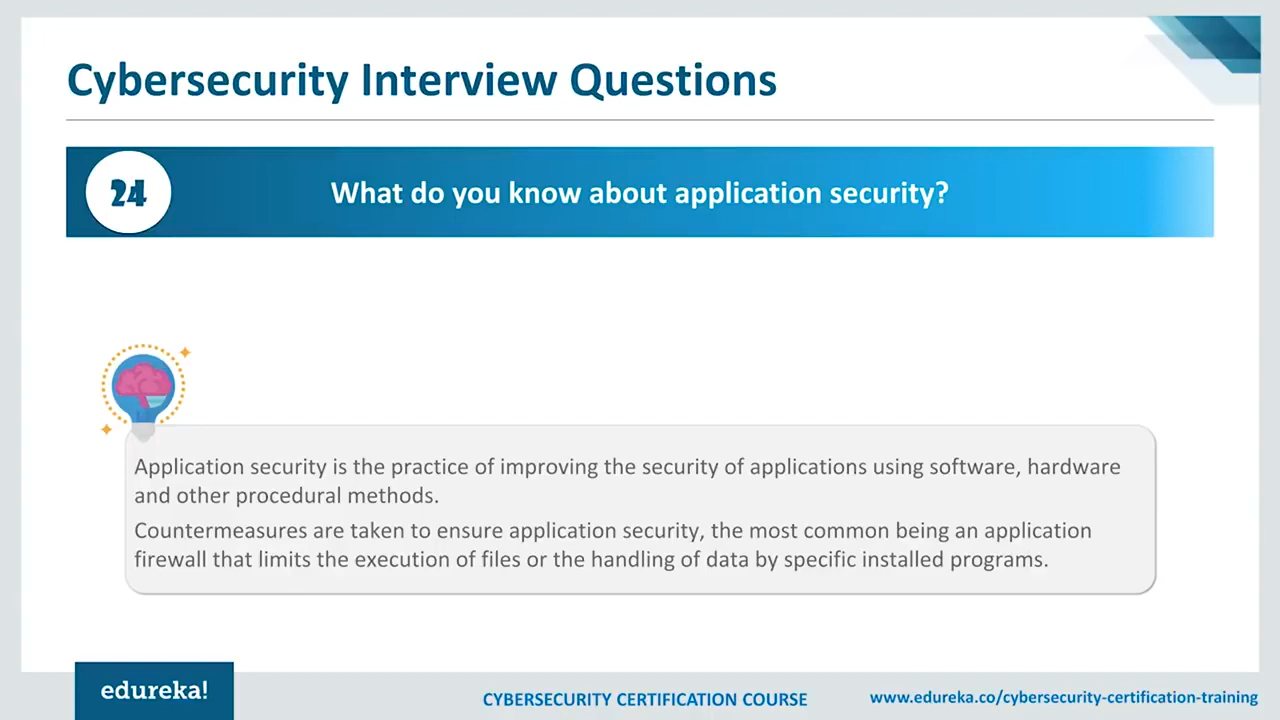 Cybersecurity Interview Questions
24
What do you know about application security?
Application security is the practice of improving the security of applications using software, hardware
and other procedural methods.
Countermeasures are taken to ensure application security, the most common being an application
firewall that limits the execution of files or the handling of data by specific installed programs.
edureka!
CYBERSECURITY CERTIFICATION COURSE
www.edureka.co/cybersecurity-certification-training